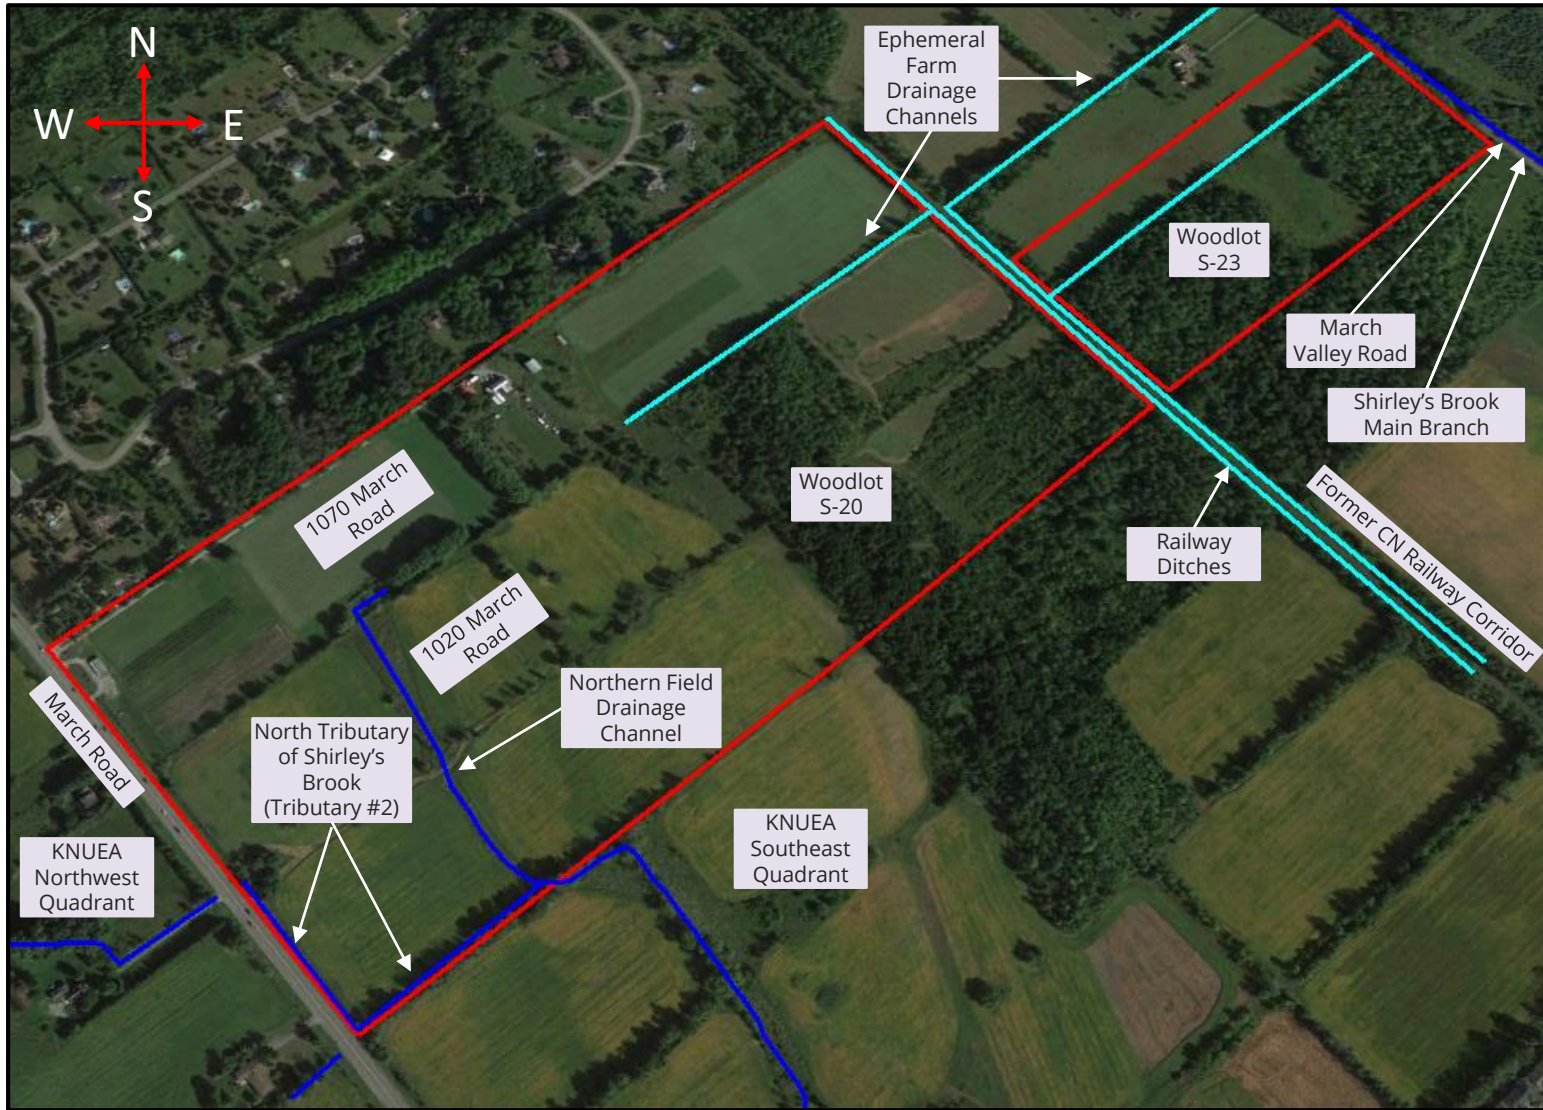 N
W
E
S
Ephemeral
Farm
Drainage
Channels
Woodlot
S-23
March
Valley Road
Shirley's Brook
Main Branch
Former CN Railway Corridor
Railway
Ditches
Woodlot
S-20
1070 March
Road
1020 March
Road
Northern Field
Drainage
Channel
March Road
North Tributary
of Shirley's
Brook
(Tributary #2)
KNUEA
Northwest
Quadrant
KNUEA
Southeast
Quadrant